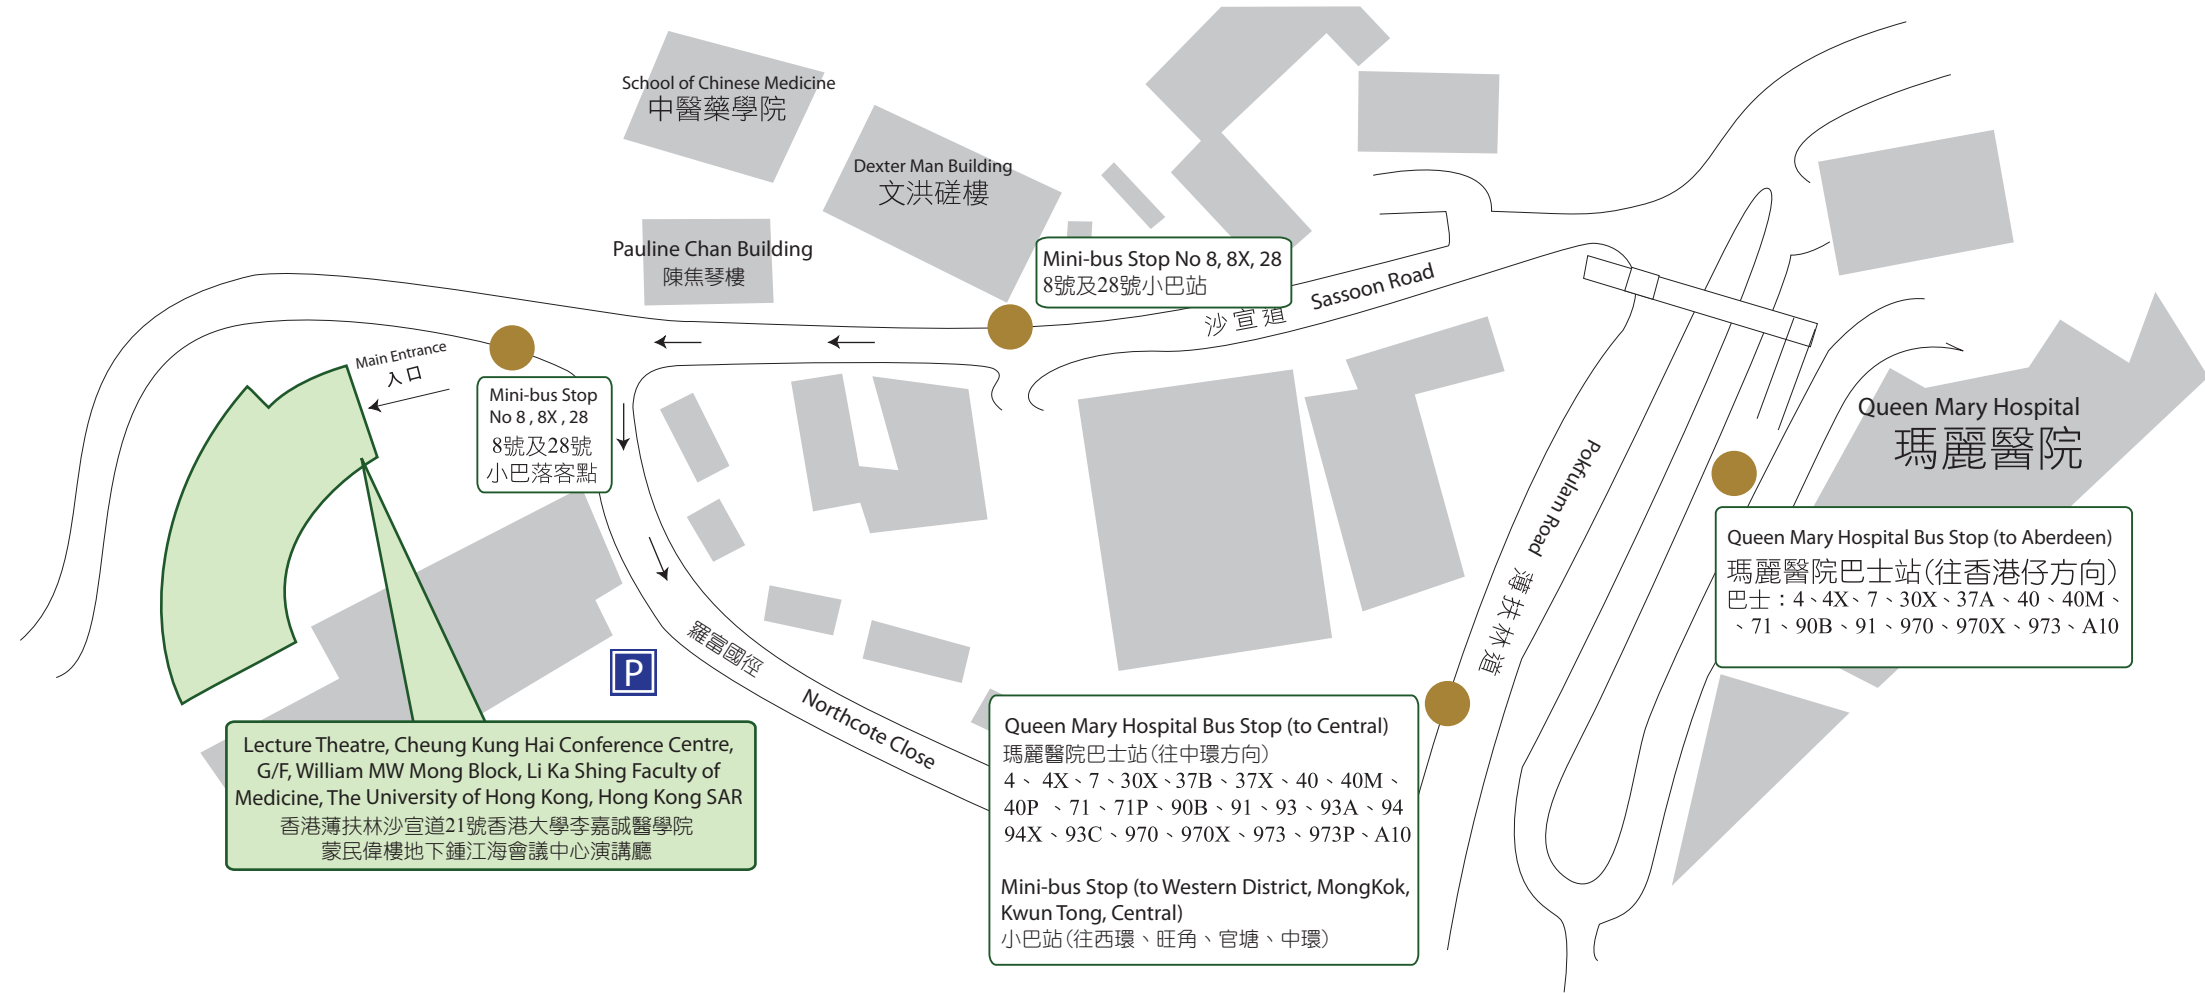 School of Chinese Medicine
中醫藥學院
Dexter Man Building
文洪磋樓
Pauline Chan Building
陳焦琴樓
Mini-bus Stop No 8, 8X, 28
8號及28號小巴站
沙宣道 Sassoon Road
Main Entrance
入口
Mini-bus Stop
No 8 , 8X , 28
8號及28號
小巴落客點
Queen Mary Hospital
瑪麗醫院
Pokfulam Road 薄扶林道
Queen Mary Hospital Bus Stop (to Aberdeen)
瑪麗醫院巴士站(往香港仔方向)
巴士：4、4X、7、30X、37A、40、40M、
、71、90B、91、970、970X、973、A10
羅富國徑 Northcote Close
P
Queen Mary Hospital Bus Stop (to Central)
瑪麗醫院巴士站(往中環方向)
4、 4X、7、30X、37B、37X、40、40M、
40P 、71、71P、90B、91、93、93A、94
94X、93C、970、970X、973、973P、A10
Mini-bus Stop (to Western District, MongKok,
Kwun Tong, Central)
小巴站(往西環、旺角、官塘、中環)
Lecture Theatre, Cheung Kung Hai Conference Centre,
G/F, William MW Mong Block, Li Ka Shing Faculty of
Medicine, The University of Hong Kong, Hong Kong SAR
香港薄扶林沙宣道21號香港大學李嘉誠醫學院
蒙民偉樓地下鍾江海會議中心演講廳